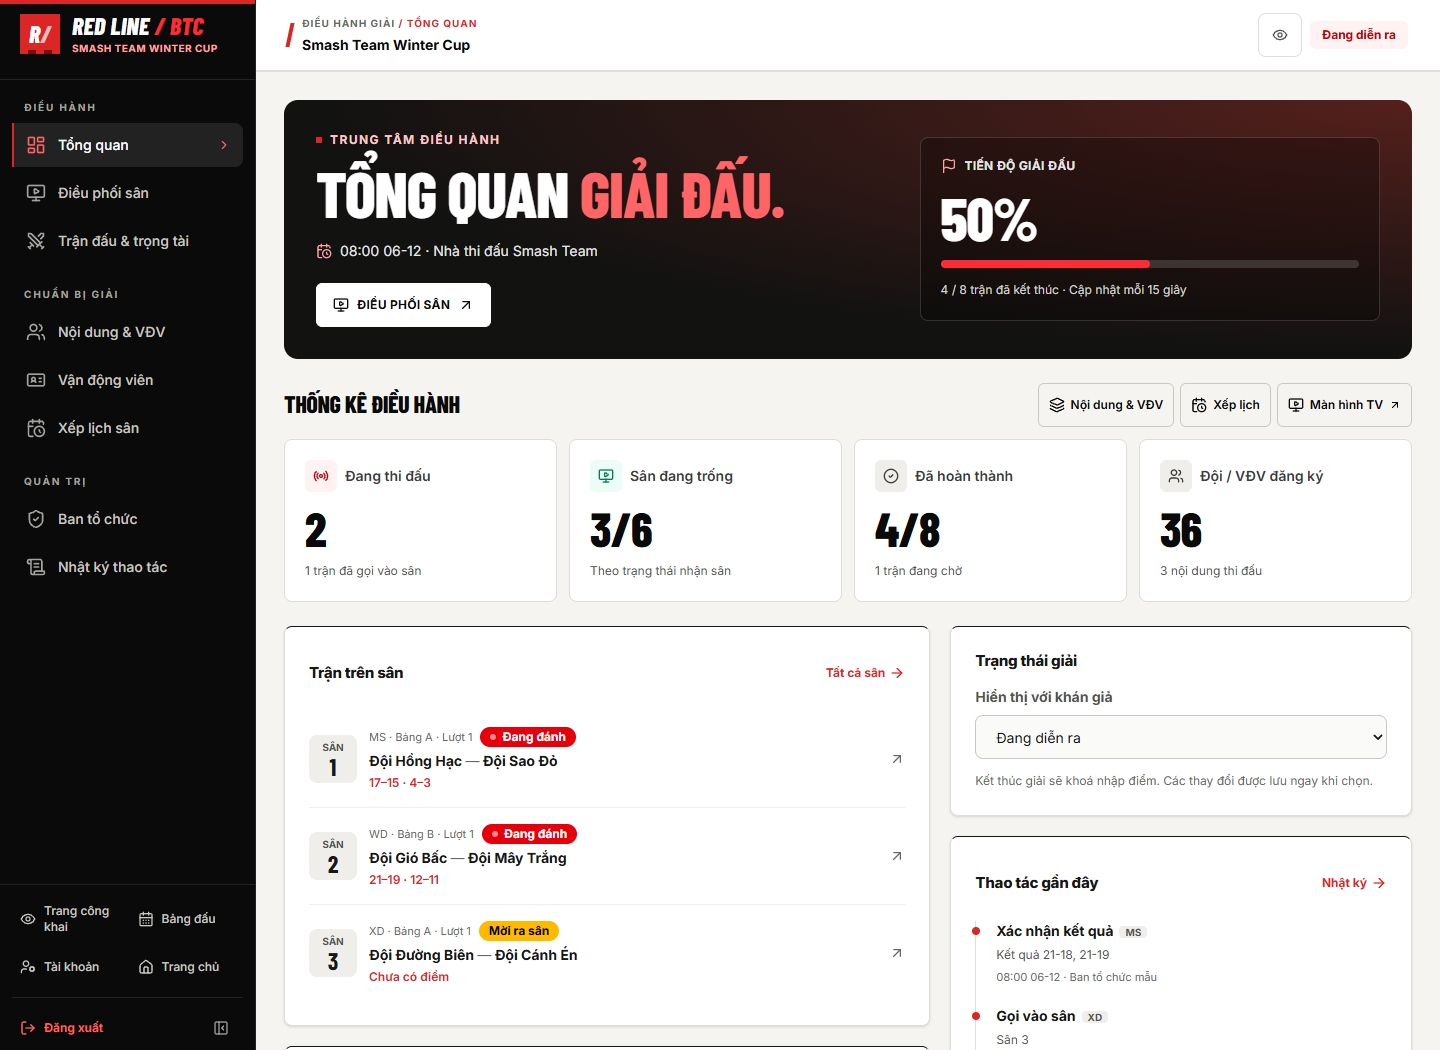 R/
RED LINE / BTC
SMASH TEAM WINTER CUP
ĐIỀU HÀNH
Tổng quan
Điều phối sân
Trận đấu & trọng tài
CHUẨN BỊ GIẢI
Nội dung & VĐV
Vận động viên
Xếp lịch sân
QUẢN TRỊ
Ban tổ chức
Nhật ký thao tác
Trang công khai
Bảng đấu
Tài khoản
Trang chủ
Đăng xuất
/ ĐIỀU HÀNH GIẢI / TỔNG QUAN
Smash Team Winter Cup
Đang diễn ra
TRUNG TÂM ĐIỀU HÀNH
TỔNG QUAN GIẢI ĐẤU.
08:00 06-12 · Nhà thi đấu Smash Team
ĐIỀU PHỐI SÂN
TIẾN ĐỘ GIẢI ĐẤU
50%
4 / 8 trận đã kết thúc · Cập nhật mỗi 15 giây
THỐNG KÊ ĐIỀU HÀNH
Nội dung & VĐV
Xếp lịch
Màn hình TV
Đang thi đấu
2
1 trận đã gọi vào sân
Sân đang trống
3/6
Theo trạng thái nhận sân
Đã hoàn thành
4/8
1 trận đang chờ
Đội / VĐV đăng ký
36
3 nội dung thi đấu
Trận trên sân
Tất cả sân
SÂN
1
MS · Bảng A · Lượt 1 Đang đánh
Đội Hồng Hạc — Đội Sao Đỏ
17–15 · 4–3
SÂN
2
WD · Bảng B · Lượt 1 Đang đánh
Đội Gió Bấc — Đội Mây Trắng
21–19 · 12–11
SÂN
3
XD · Bảng A · Lượt 1 Mời ra sân
Đội Đường Biên — Đội Cánh Én
Chưa có điểm
Trạng thái giải
Hiển thị với khán giả
Đang diễn ra
Kết thúc giải sẽ khoá nhập điểm. Các thay đổi được lưu ngay khi chọn.
Thao tác gần đây
Nhật ký
Xác nhận kết quả MS
Kết quả 21-18, 21-19
08:00 06-12 · Ban tổ chức mẫu
Gọi vào sân XD
Sân 3